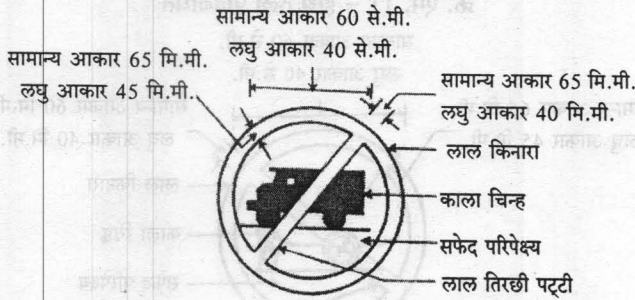 सामान्य आकार 60 से.मी.
लघु आकार 40 से.मी.
सामान्य आकार 65 मि.मी.
लघु आकार 45 मि.मी.
सामान्य आकार 65 मि.मी.
लघु आकार 40 मि.मी.
लाल किनारा
काला चिन्ह
सफेद परिपेक्ष्य
लाल तिरछी पट्टी